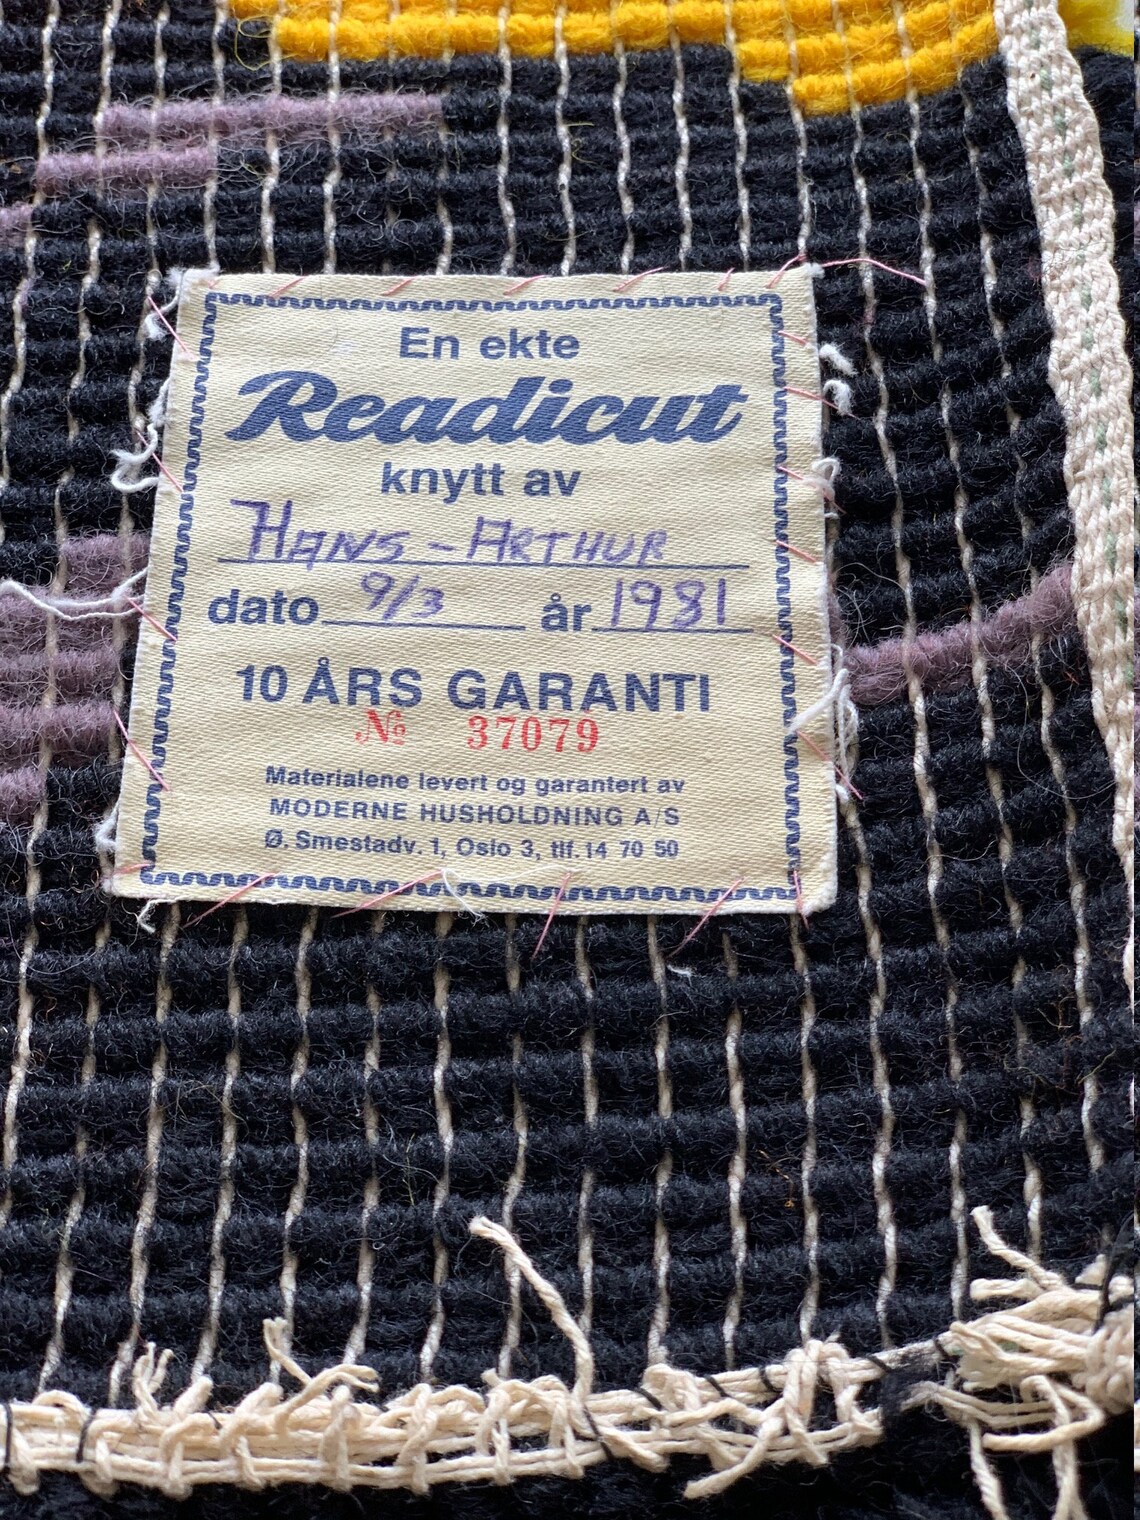 En ekte
Readicut
knytt av
HANS-ARTHUR
dato 9/3 år 1981
10 ÅRS GARANTI
№ 37079
Materialene levert og garantert av
MODERNE HUSHOLDNING A/S
Ø. Smestadv. 1, Oslo 3, tlf. 14 70 50